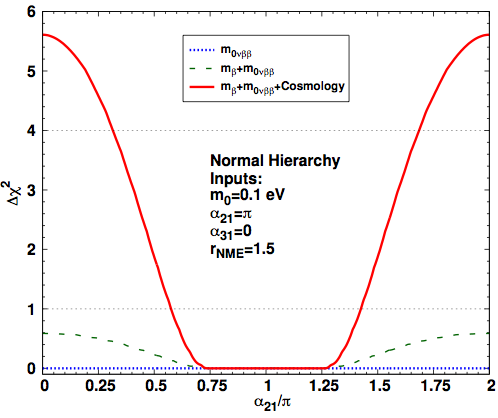 6
5
4
3
2
1
0
Δχ²
m0νββ
mβ+m0νββ
mβ+m0νββ+Cosmology
Normal Hierarchy
Inputs:
m0=0.1 eV
α21=π
α31=0
rNME=1.5
0 0.25 0.5 0.75 1 1.25 1.5 1.75 2
α21/π